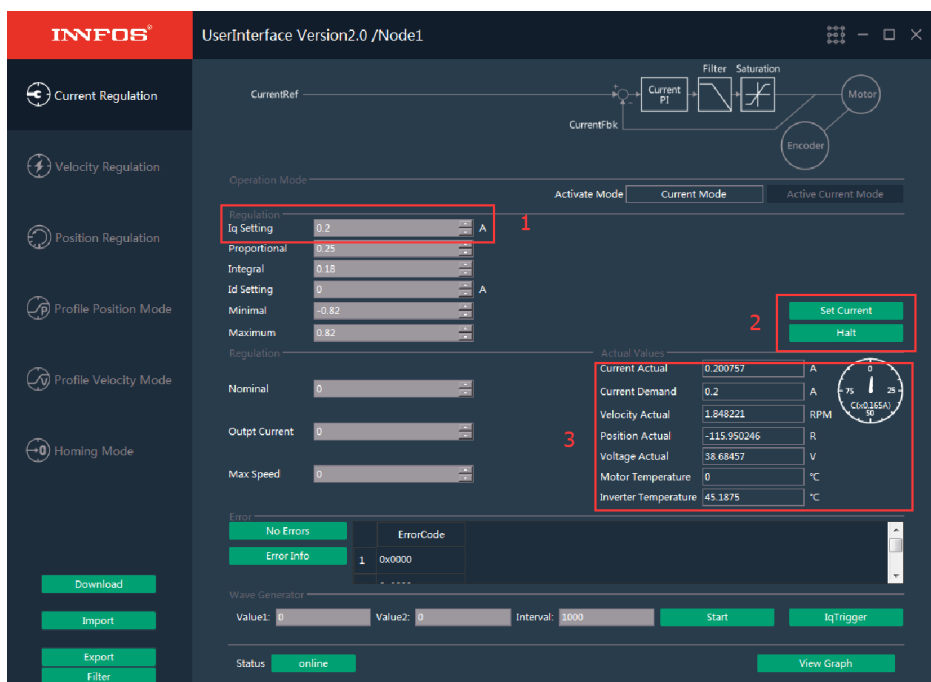 INNFOS®
UserInterface Version2.0 /Node1
Current Regulation
Velocity Regulation
Position Regulation
Profile Position Mode
Profile Velocity Mode
Homing Mode
Download
Import
Export
Filter
CurrentRef
Filter Saturation
Current
PI
Motor
CurrentFbk
Encoder
Operation Mode
Activate Mode Current Mode Active Current Mode
Regulation
Iq Setting 0.2 A 1
Proportional 0.25
Integral 0.18
Id Setting 0 A
Minimal -0.82
Maximum 0.82
2
Set Current
Halt
Regulation
Nominal 0
Outpt Current 0
Max Speed 0
Actual Values
3
Current Actual 0.200757 A
Current Demand 0.2 A
Velocity Actual 1.848221 RPM
Position Actual -115.950246 R
Voltage Actual 38.68457 V
Motor Temperature 0 °C
Inverter Temperature 45.1875 °C
0
75 25
C(x0.165A)
50
Error
No Errors
Error Info
ErrorCode
1 0x0000
Wave Generator
Value1: 0 Value2: 0 Interval: 1000 Start IqTrigger
Status online View Graph